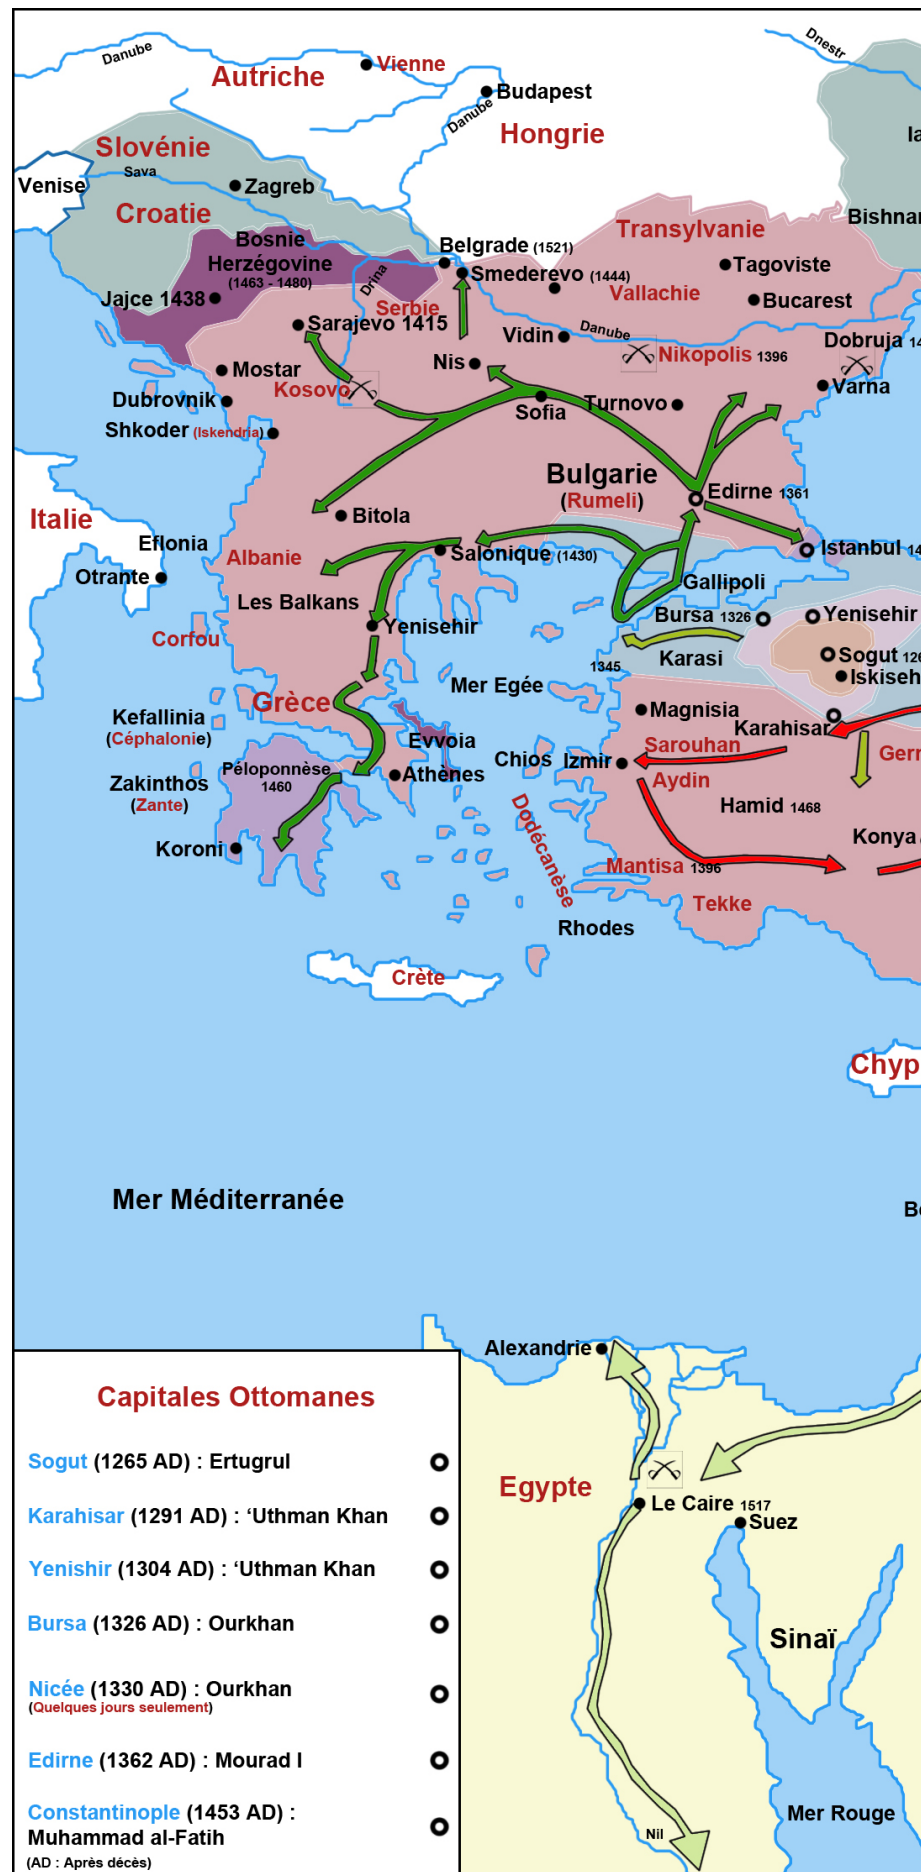 Danube
Vienne
Autriche
Dnestr
Budapest
Danube
Hongrie
Slovénie
Sava
Venise
Zagreb
Croatie
Bosnie
Herzégovine
(1463 - 1480)
Jajce 1438
Drina
Belgrade (1521)
Smederevo (1444)
Serbie
Transylvanie
Tagoviste
Vallachie
Bucarest
Sarajevo 1415
Vidin
Danube
Nikopolis 1396
Dobruja
Nis
Mostar
Kosovo
Varna
Dubrovnik
Sofia
Turnovo
Shkoder (Iskendria)
Bulgarie
(Rumeli)
Edirne 1361
Italie
Bitola
Eflonia
Albanie
Salonique (1430)
Istanbul
Otrante
Gallipoli
Les Balkans
Yenisehir
Bursa 1326
Yenisehir
Corfou
1345
Karasi
Sogut
Mer Egée
Grèce
Magnisia
Karahisar
Kefallinia
(Céphalonie)
Evvoia
Sarouhan
Chios
Izmir
Zakinthos
(Zante)
Péloponnèse
1460
Athènes
Aydin
Hamid 1468
Dodécanèse
Koroni
Konya
Mantisa 1396
Tekke
Rhodes
Crète
Chyp
Mer Méditerranée
Alexandrie
Egypte
Le Caire 1517
Suez
Sinaï
Mer Rouge
Nil
Capitales Ottomanes
Sogut (1265 AD) : Ertugrul
Karahisar (1291 AD) : ‘Uthman Khan
Yenishir (1304 AD) : ‘Uthman Khan
Bursa (1326 AD) : Ourkhan
Nicée (1330 AD) : Ourkhan
(Quelques jours seulement)
Edirne (1362 AD) : Mourad I
Constantinople (1453 AD) :
Muhammad al-Fatih
(AD : Après décès)